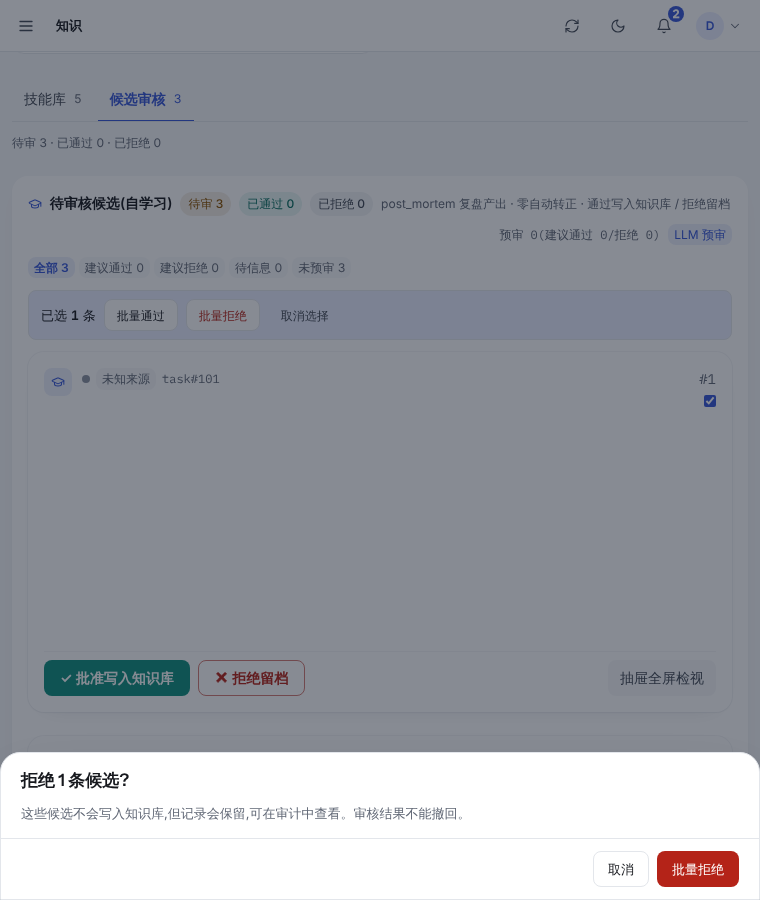 知识
2
D
技能库 5 候选审核 3
待审 3 · 已通过 0 · 已拒绝 0
待审核候选(自学习) 待审 3 已通过 0 已拒绝 0 post_mortem 复盘产出 · 零自动转正 · 通过写入知识库 / 拒绝留档
预审 0(建议通过 0/拒绝 0) LLM 预审
全部 3 建议通过 0 建议拒绝 0 待信息 0 未预审 3
已选 1 条 批量通过 批量拒绝 取消选择
未知来源 task#101 #1
批准写入知识库 拒绝留档 抽屉全屏检视
拒绝 1 条候选?
这些候选不会写入知识库,但记录会保留,可在审计中查看。审核结果不能撤回。
取消 批量拒绝